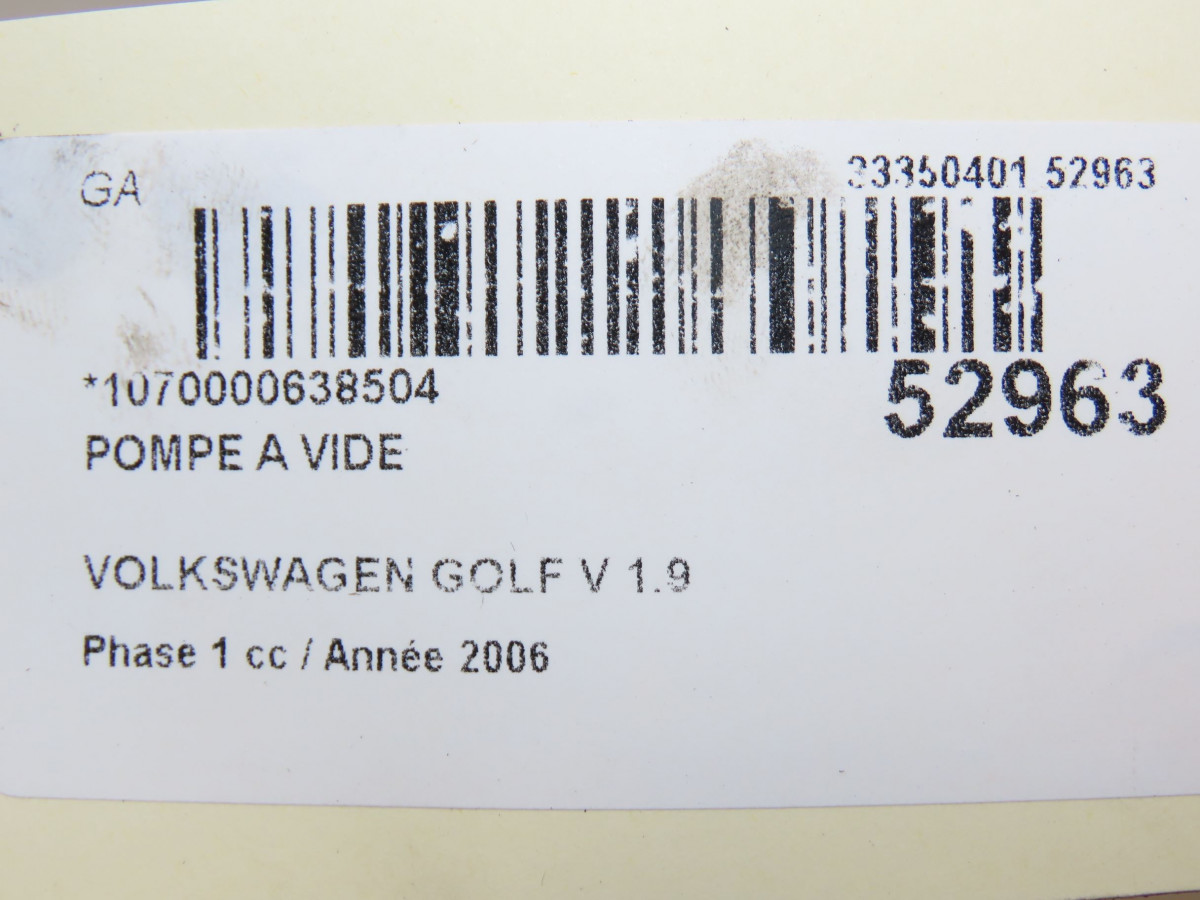 GA
33350401 52963
*1070000638504
52963
POMPE A VIDE
VOLKSWAGEN GOLF V 1.9
Phase 1 cc / Année 2006